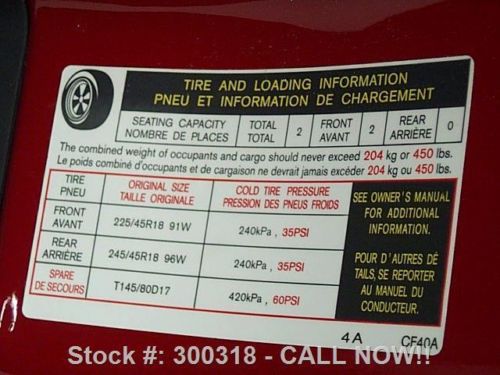 TIRE AND LOADING INFORMATION
PNEU ET INFORMATION DE CHARGEMENT
SEATING CAPACITY TOTAL 2 FRONT 2 REAR 0
NOMBRE DE PLACES TOTAL AVANT ARRIÈRE
The combined weight of occupants and cargo should never exceed 204 kg or 450 lbs.
Le poids combiné d'occupants et de cargaison ne devrait jamais excéder 204 kg ou 450 lbs.
TIRE ORIGINAL SIZE COLD TIRE PRESSURE
PNEU TAILLE ORIGINALE PRESSION DES PNEUS FROIDS
FRONT
AVANT 225/45R18 91W 240kPa , 35PSI
REAR
ARRIÈRE 245/45R18 96W 240kPa , 35PSI
SPARE
DE SECOURS T145/80D17 420kPa , 60PSI
SEE OWNER'S MANUAL
FOR ADDITIONAL
INFORMATION.
POUR D'AUTRES DÉ
TAILS, SE REPORTER
AU MANUEL DU
CONDUCTEUR.
4A CF40A
Stock #: 300318 - CALL NOW!!